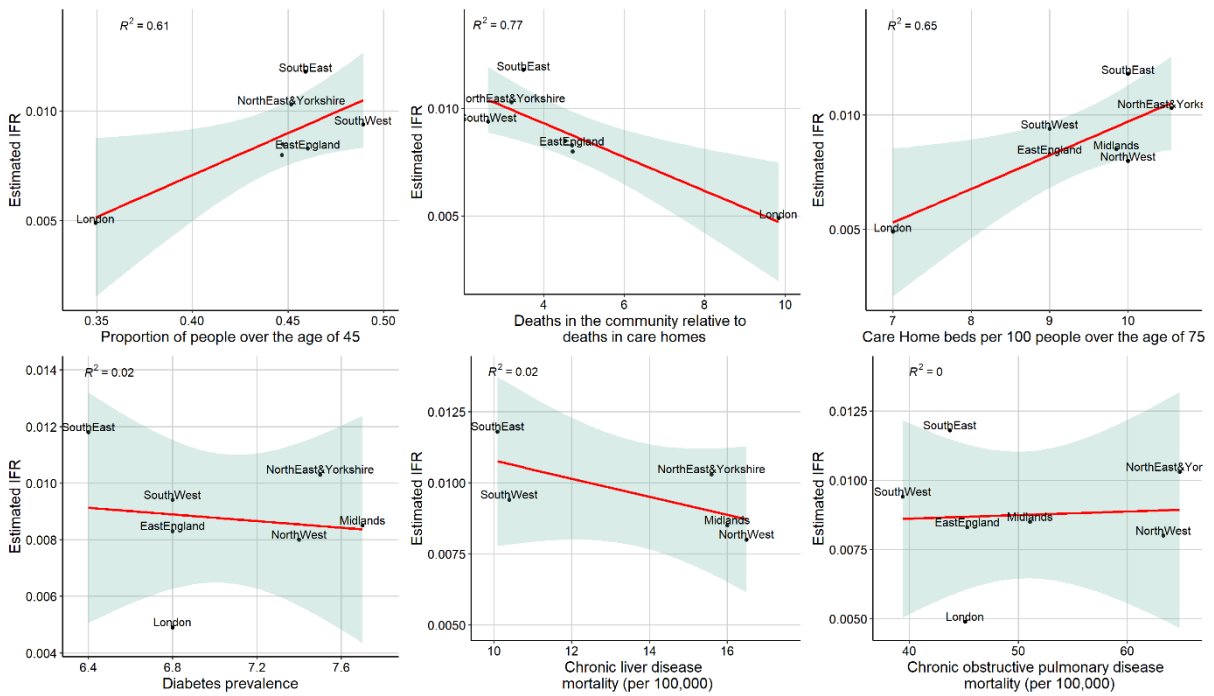 R² = 0.61
Estimated IFR
0.010
0.005
SouthEast
NorthEast&Yorkshire
SouthWest
EastEngland
London
0.35 0.40 0.45 0.50
Proportion of people over the age of 45
R² = 0.77
Estimated IFR
0.010
0.005
SouthEast
NorthEast&Yorkshire
SouthWest
EastEngland
London
4 6 8 10
Deaths in the community relative to
deaths in care homes
R² = 0.65
Estimated IFR
0.010
0.005
SouthEast
NorthEast&Yorks
SouthWest
EastEngland
Midlands
NorthWest
London
7 8 9 10
Care Home beds per 100 people over the age of 75
R² = 0.02
Estimated IFR
0.014
0.012
0.010
0.008
0.006
0.004
SouthEast
NorthEast&Yorkshire
SouthWest
EastEngland
Midlands
NorthWest
London
6.4 6.8 7.2 7.6
Diabetes prevalence
R² = 0.02
Estimated IFR
0.0125
0.0100
0.0075
0.0050
SouthEast
NorthEast&Yorkshire
SouthWest
Midlands
NorthWest
10 12 14 16
Chronic liver disease
mortality (per 100,000)
R² = 0
Estimated IFR
0.0125
0.0100
0.0075
0.0050
SouthEast
NorthEast&Yor
SouthWest
EastEngland
Midlands
NorthWest
London
40 50 60
Chronic obstructive pulmonary disease
mortality (per 100,000)